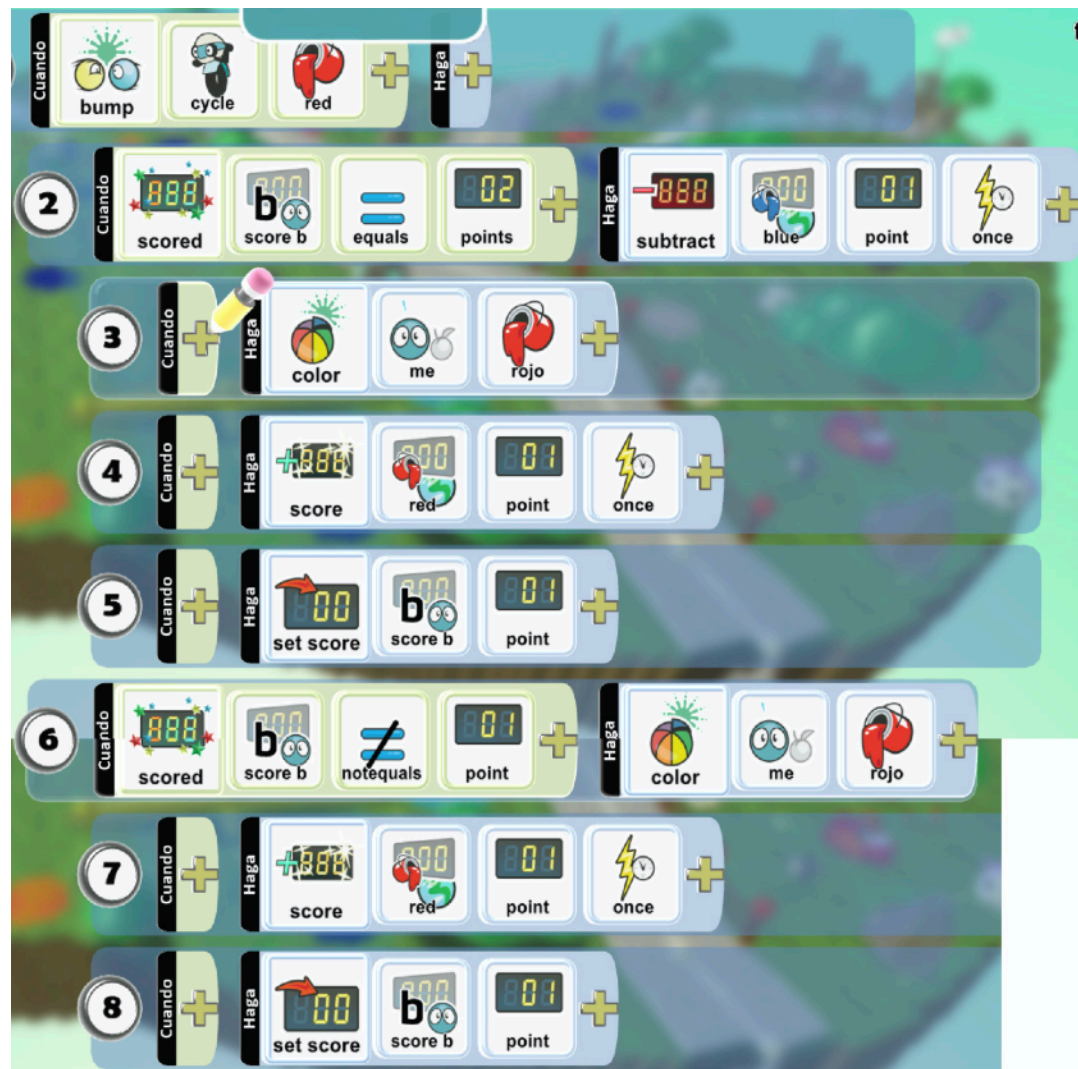 Cuando bump cycle red Haga
2 Cuando scored b score b equals 02 points Haga subtract blue 01 point once
3 Cuando Haga color me rojo
4 Cuando Haga score red 01 point once
5 Cuando Haga 00 set score b score b 01 point
6 Cuando scored b score b notequals 01 point Haga color me rojo
7 Cuando Haga score red 01 point once
8 Cuando Haga 00 set score b score b 01 point